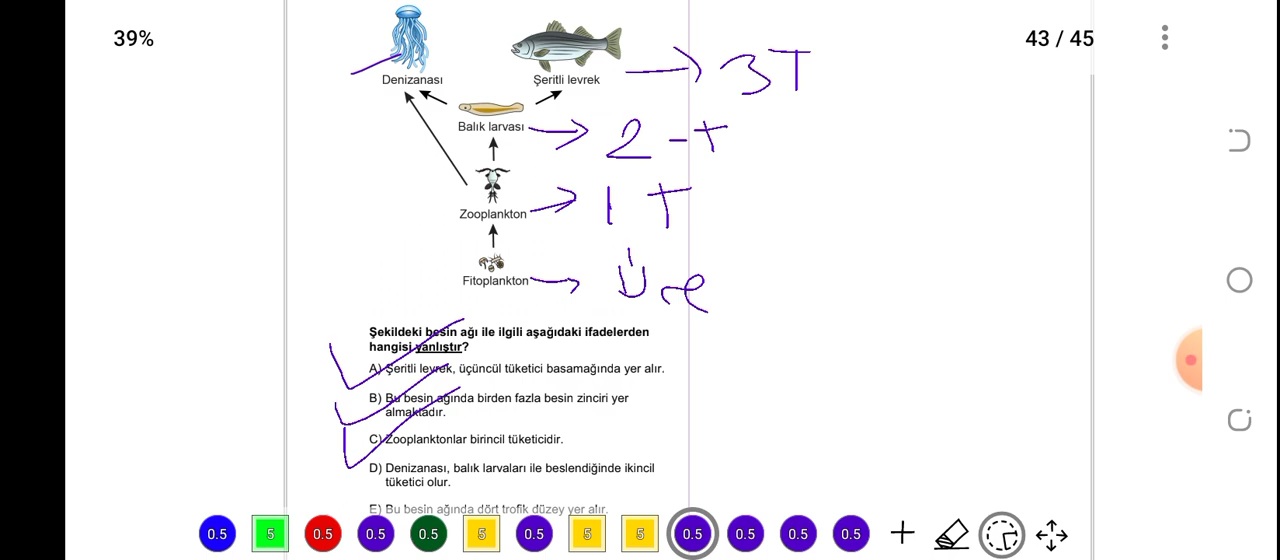 39%
43 / 45
Denizanası
Şeritli levrek
3T
Balık larvası
2-T
Zooplankton
1 T
Fitoplankton
Üre
Şekildeki besin ağı ile ilgili aşağıdaki ifadelerden
hangisi yanlıştır?
A) Şeritli levrek, üçüncül tüketici basamağında yer alır.
B) Bu besin ağında birden fazla besin zinciri yer
almaktadır.
C) Zooplanktonlar birincil tüketicidir.
D) Denizanası, balık larvaları ile beslendiğinde ikincil
tüketici olur.
E) Bu besin ağında dört trofik düzey yer alır.
0.5 5 0.5 0.5 0.5 5 0.5 5 5 0.5 0.5 0.5 0.5